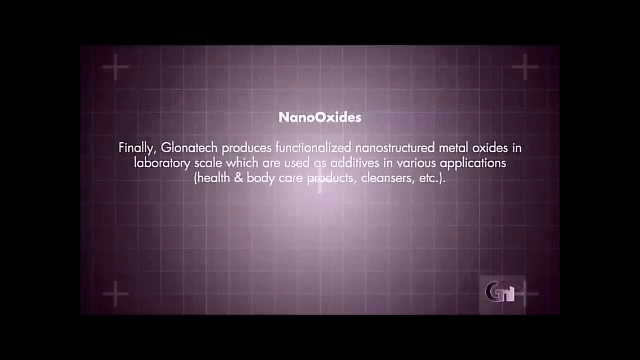 NanoOxides
Finally, Glonatech produces functionalized nanostructured metal oxides in
laboratory scale which are used as additives in various applications
(health & body care products, cleansers, etc.).